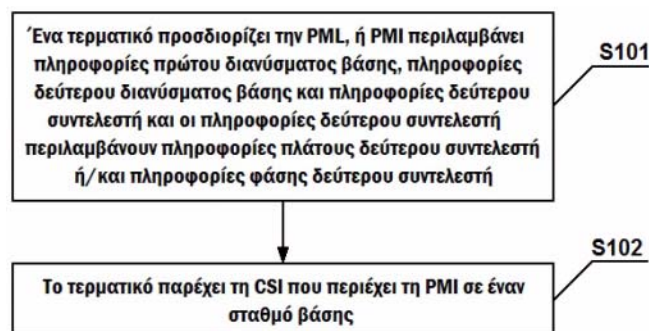 Ένα τερματικό προσδιορίζει την PML, ή PMI περιλαμβάνει
πληροφορίες πρώτου διανύσματος βάσης, πληροφορίες
δεύτερου διανύσματος βάσης και πληροφορίες δεύτερου
συντελεστή και οι πληροφορίες δεύτερου συντελεστή
περιλαμβάνουν πληροφορίες πλάτους δεύτερου συντελεστή
ή/και πληροφορίες φάσης δεύτερου συντελεστή
S101
Το τερματικό παρέχει τη CSI που περιέχει τη PMI σε έναν
σταθμό βάσης
S102